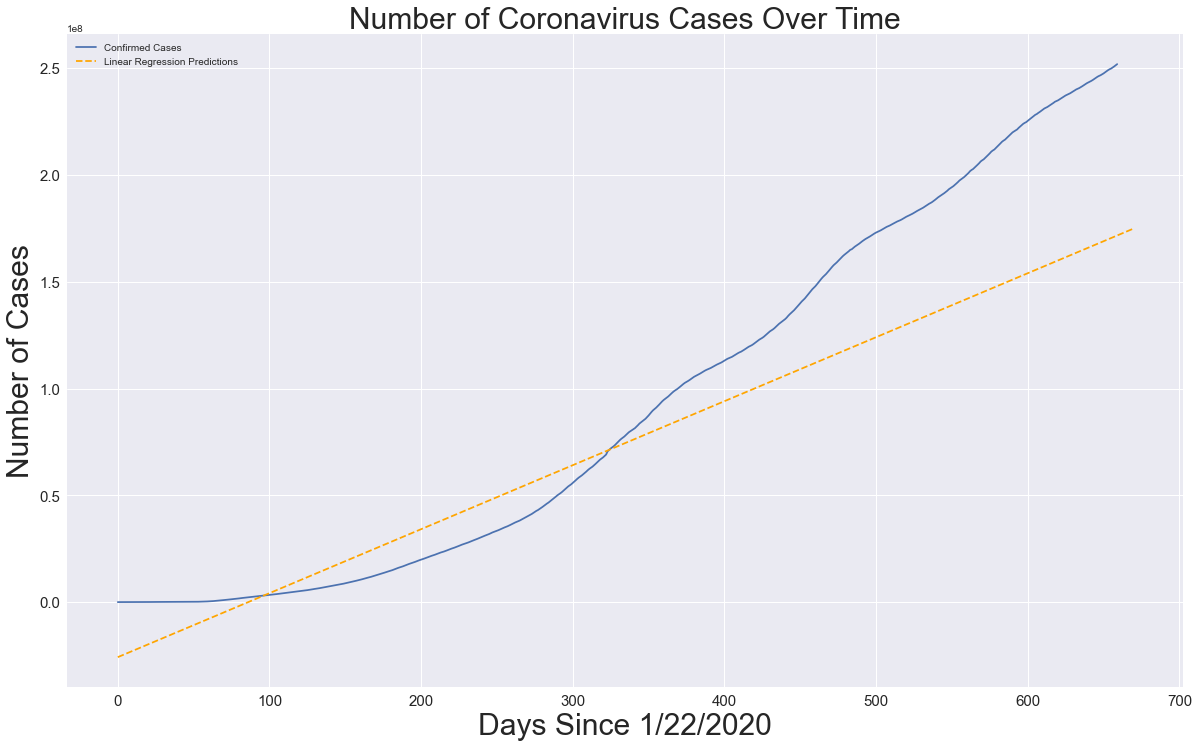 Number of Coronavirus Cases Over Time
1e8
Confirmed Cases
Linear Regression Predictions
2.5
2.0
1.5
1.0
0.5
0.0
Number of Cases
0 100 200 300 400 500 600 700
Days Since 1/22/2020